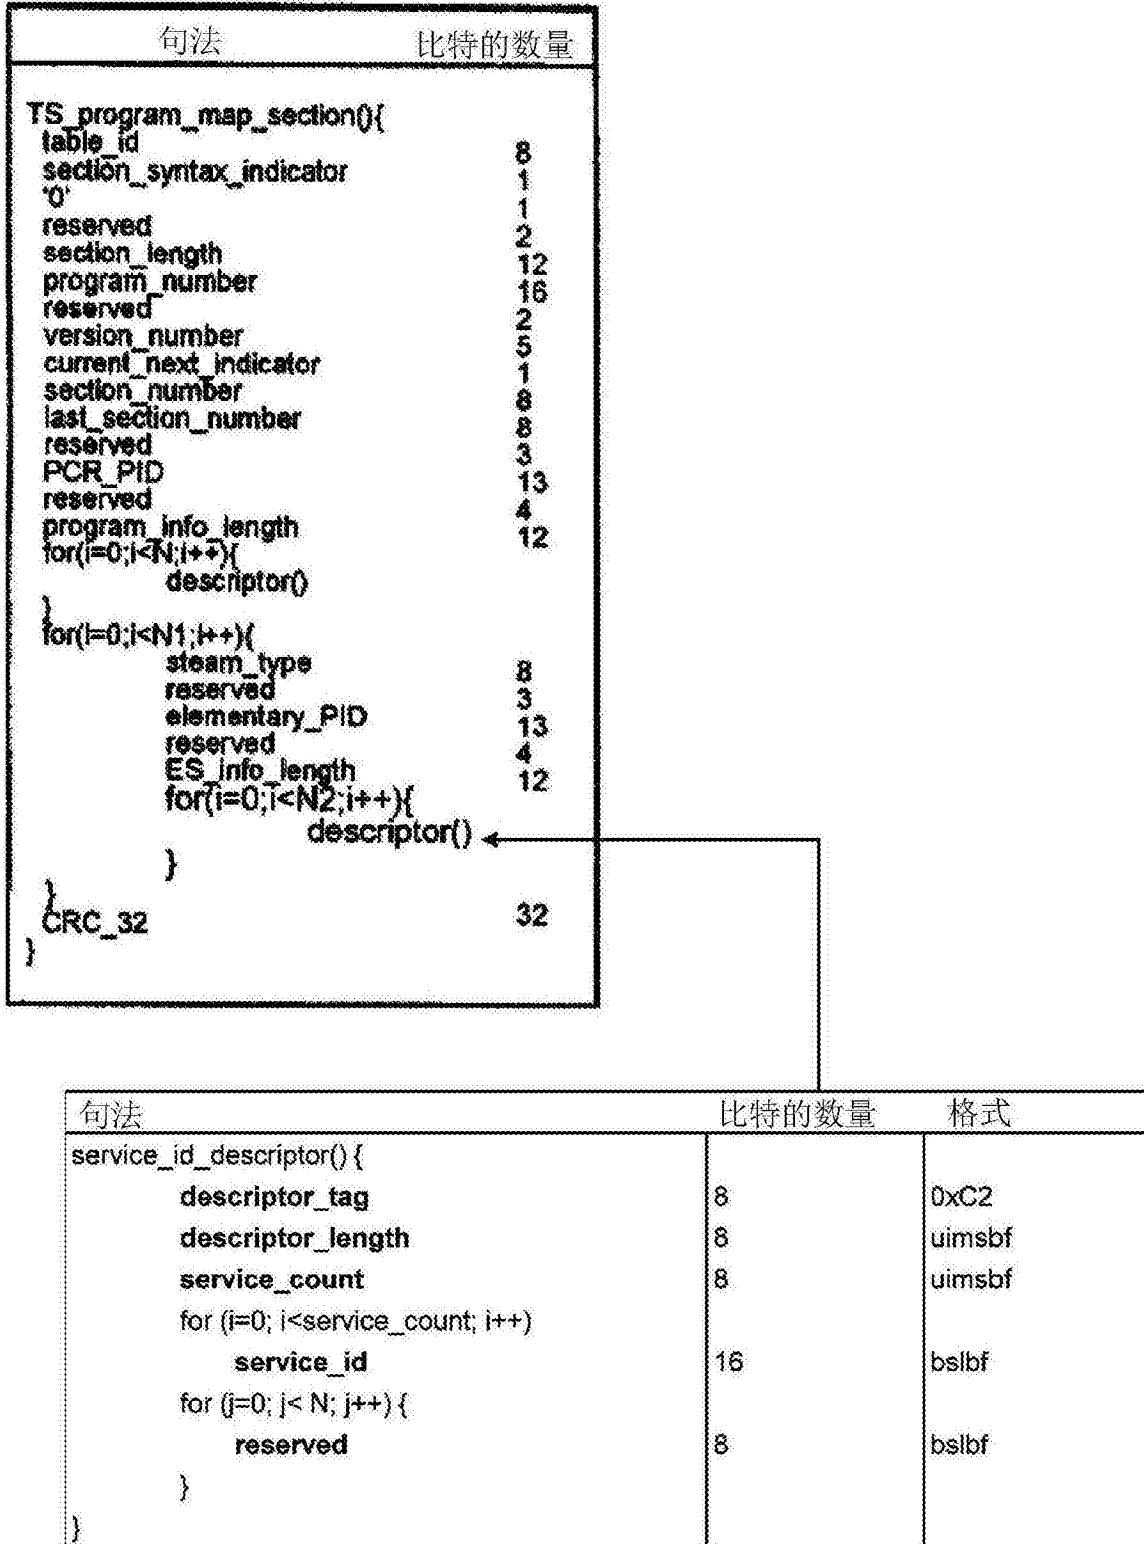 句法 比特的数量
TS_program_map_section(){
table_id 8
section_syntax_indicator 1
'0' 1
reserved 2
section_length 12
program_number 16
reserved 2
version_number 5
current_next_indicator 1
section_number 8
last_section_number 8
reserved 3
PCR_PID 13
reserved 4
program_info_length 12
for(i=0;i<N;i++){
descriptor()
}
for(i=0;i<N1;i++){
steam_type 8
reserved 3
elementary_PID 13
reserved 4
ES_info_length 12
for(i=0;i<N2;i++){
descriptor()
}
}
CRC_32 32
}
句法 比特的数量 格式
service_id_descriptor() {
descriptor_tag 8 0xC2
descriptor_length 8 uimsbf
service_count 8 uimsbf
for (i=0; i<service_count; i++)
service_id 16 bslbf
for (j=0; j< N; j++) {
reserved 8 bslbf
}
}